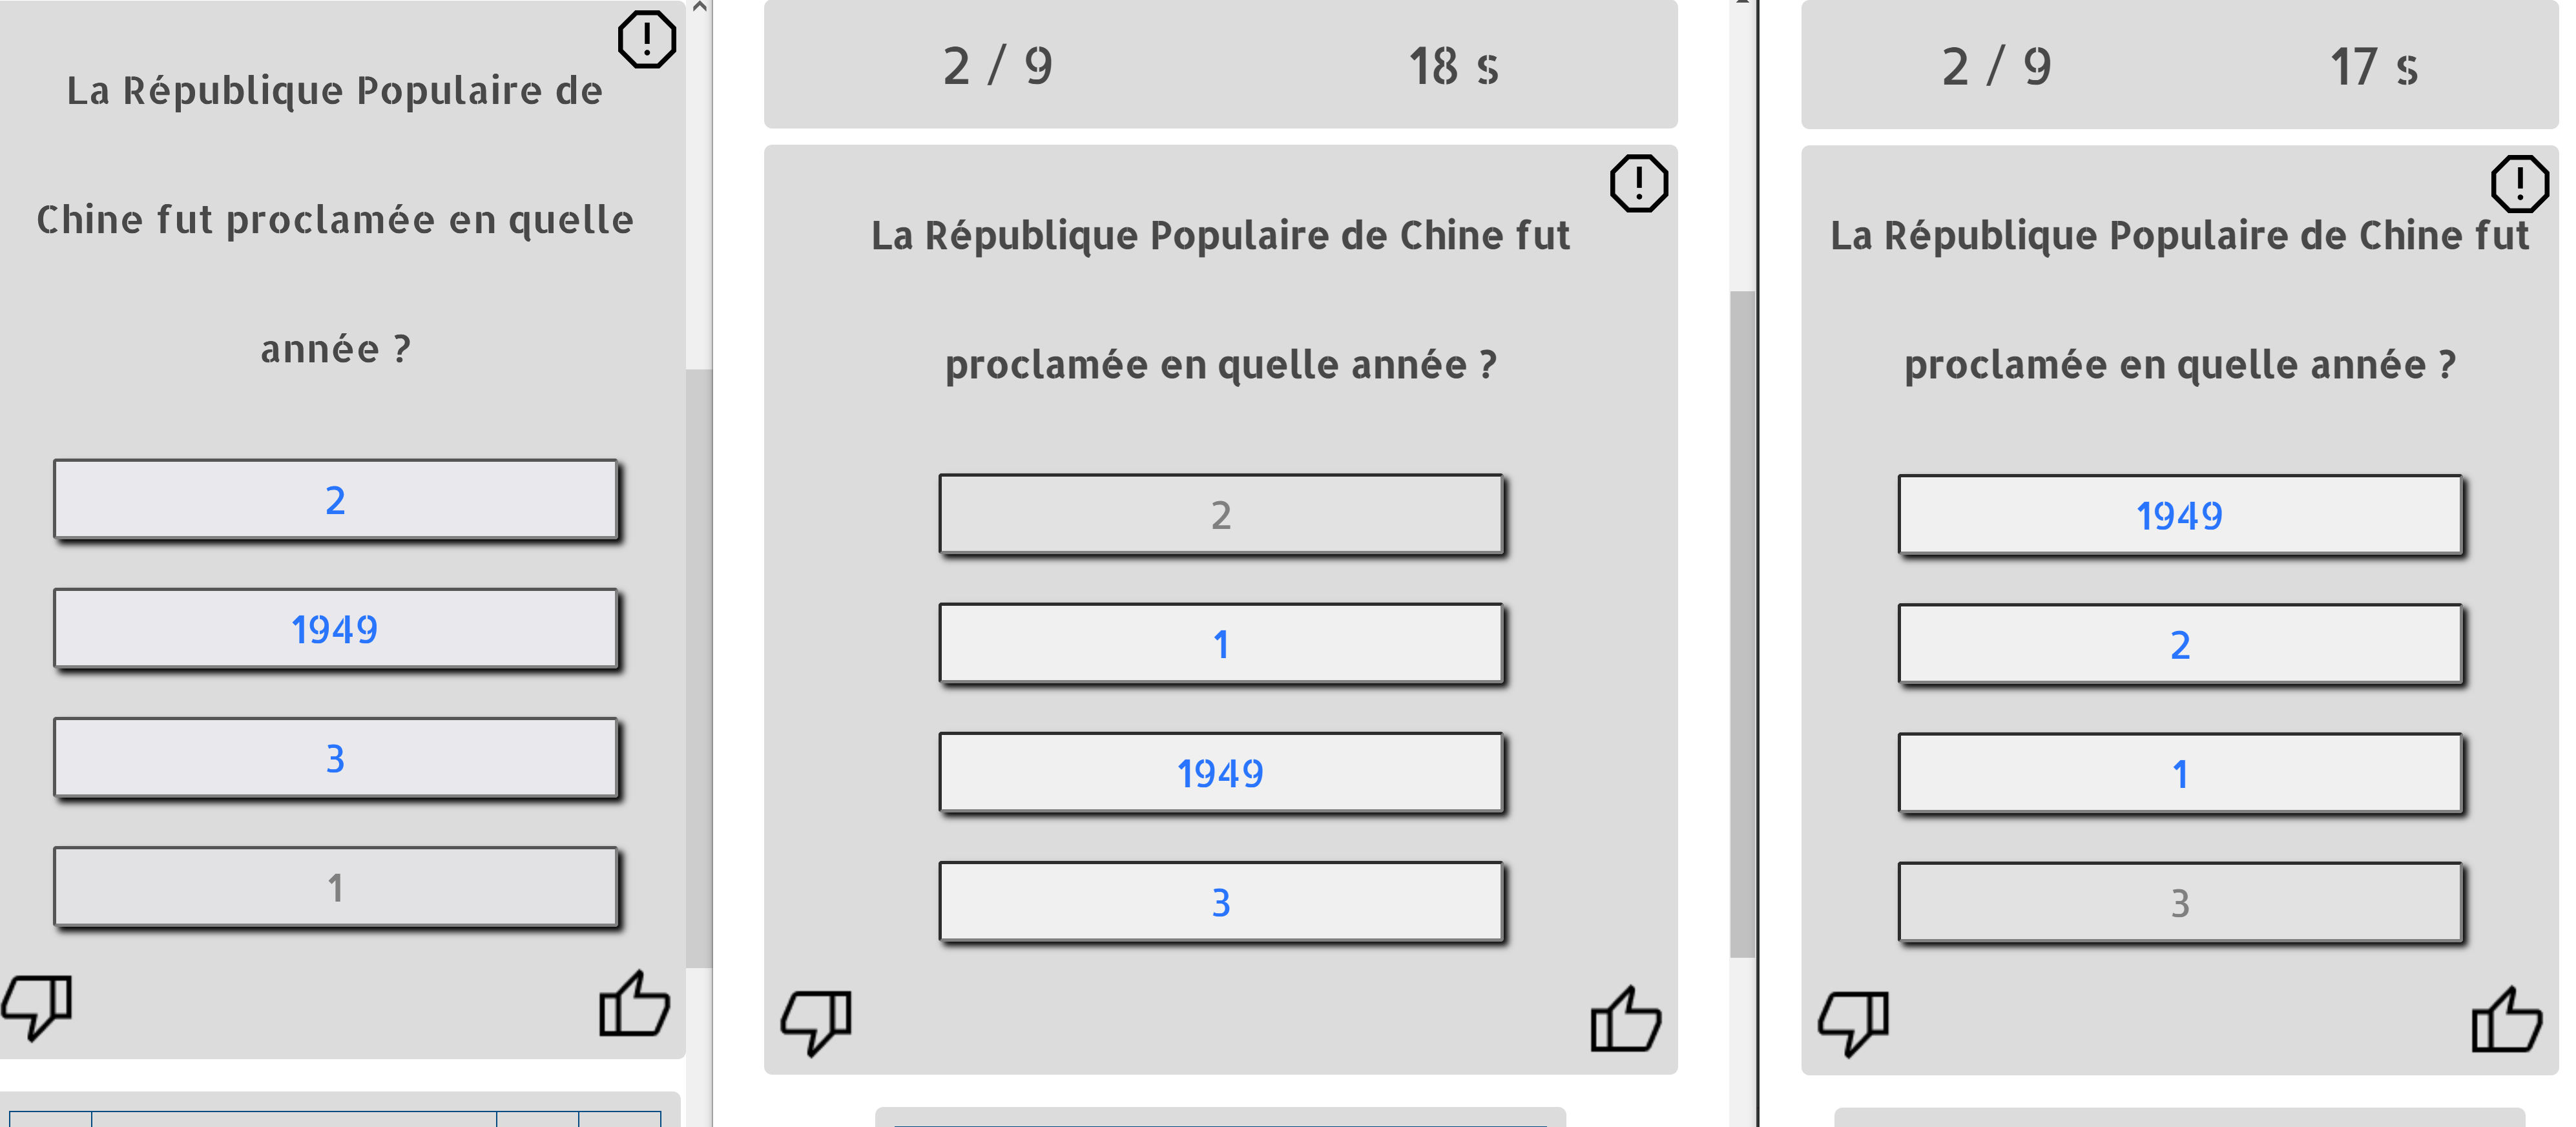 La République Populaire de
Chine fut proclamée en quelle
année ?
2
1949
3
1
2 / 9
18 s
La République Populaire de Chine fut
proclamée en quelle année ?
2
1
1949
3
2 / 9
17 s
La République Populaire de Chine fut
proclamée en quelle année ?
1949
2
1
3